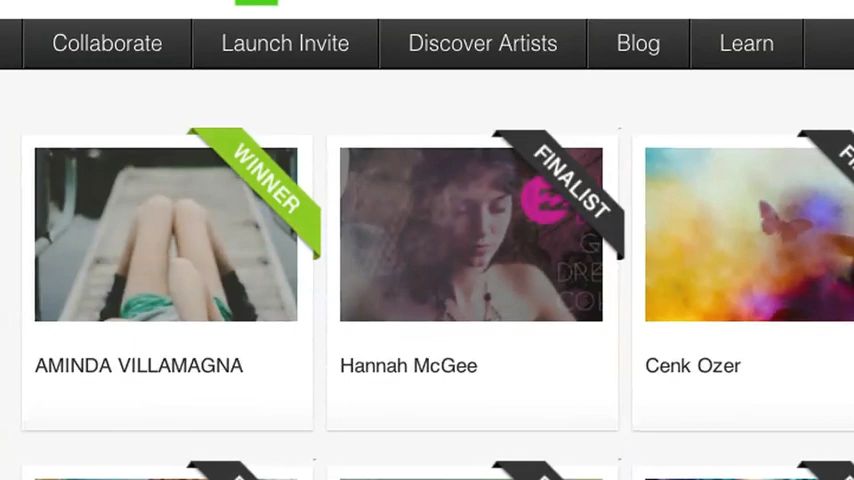 Collaborate Launch Invite Discover Artists Blog Learn
WINNER
FINALIST
AMINDA VILLAMAGNA
Hannah McGee
Cenk Ozer